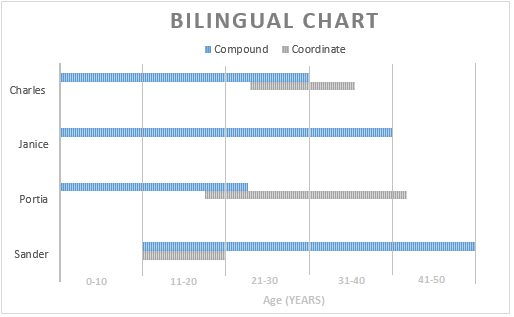 BILINGUAL CHART
Compound Coordinate
Charles
Janice
Portia
Sander
0-10 11-20 21-30 31-40 41-50
Age (YEARS)